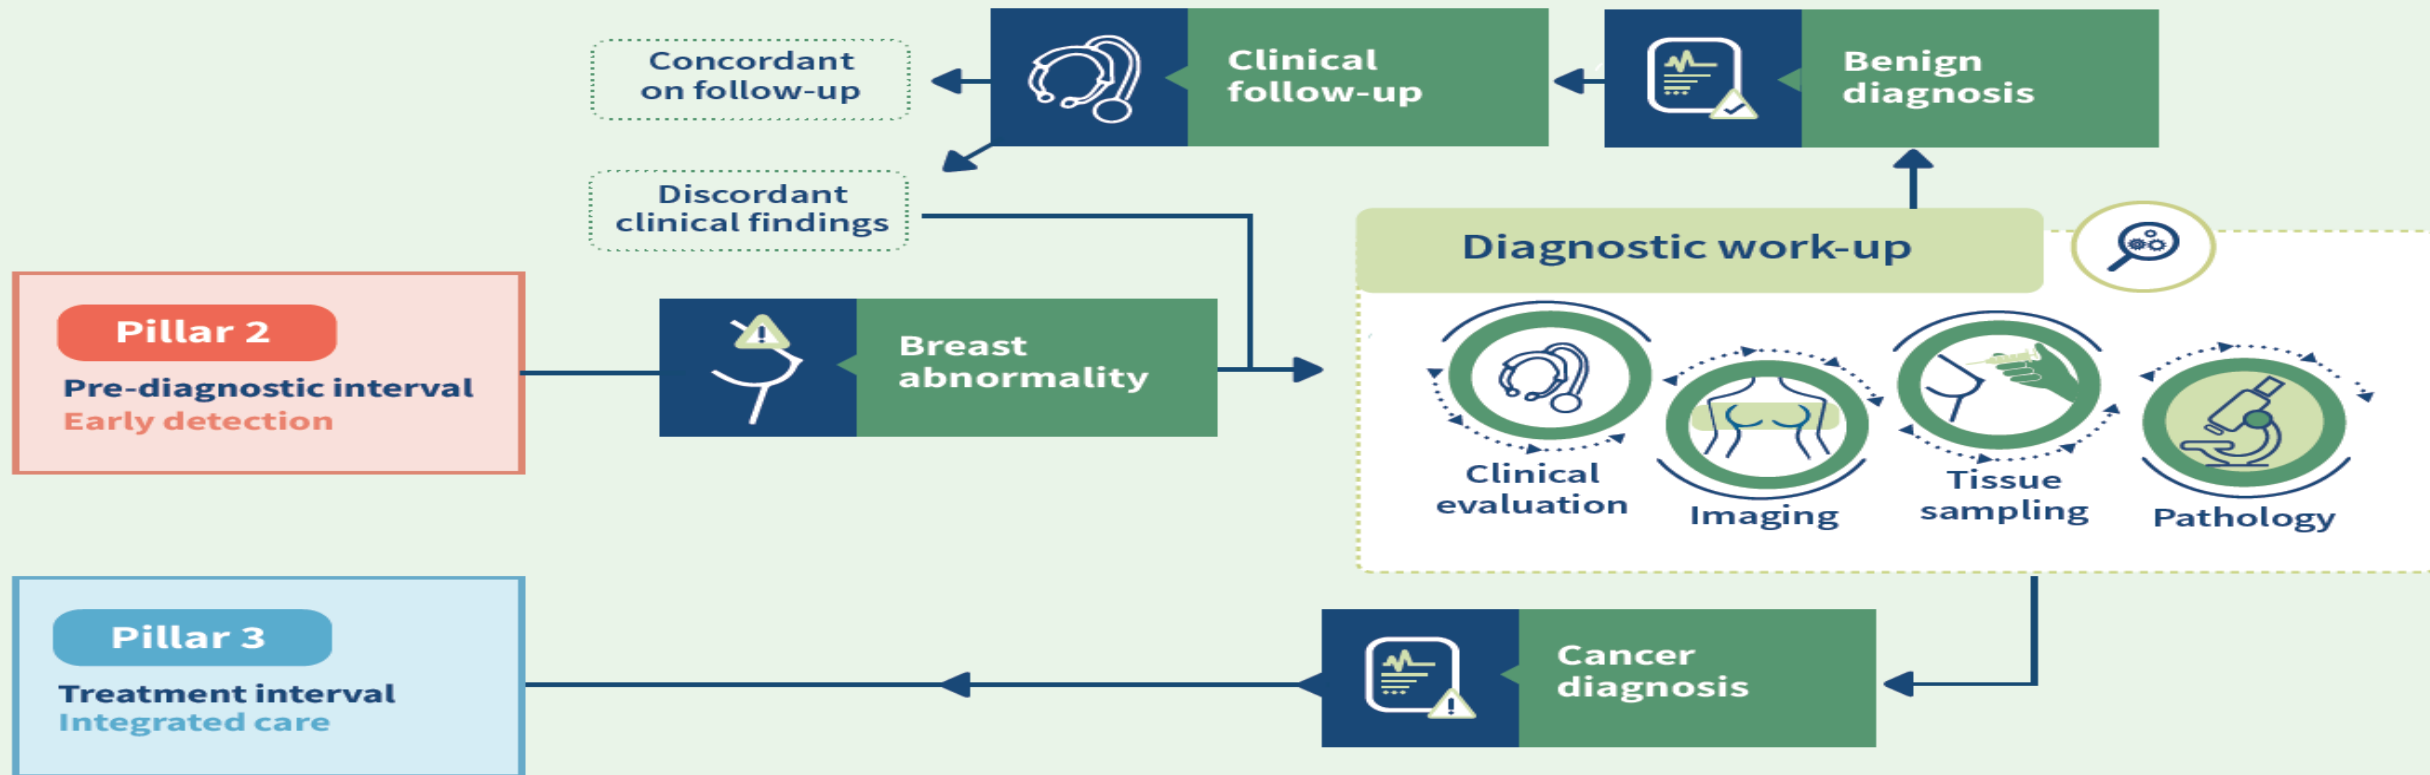 Concordant
on follow-up
Clinical
follow-up
Benign
diagnosis
Discordant
clinical findings
Diagnostic work-up
Pillar 2
Pre-diagnostic interval
Early detection
Breast
abnormality
Clinical
evaluation
Imaging
Tissue
sampling
Pathology
Pillar 3
Treatment interval
Integrated care
Cancer
diagnosis